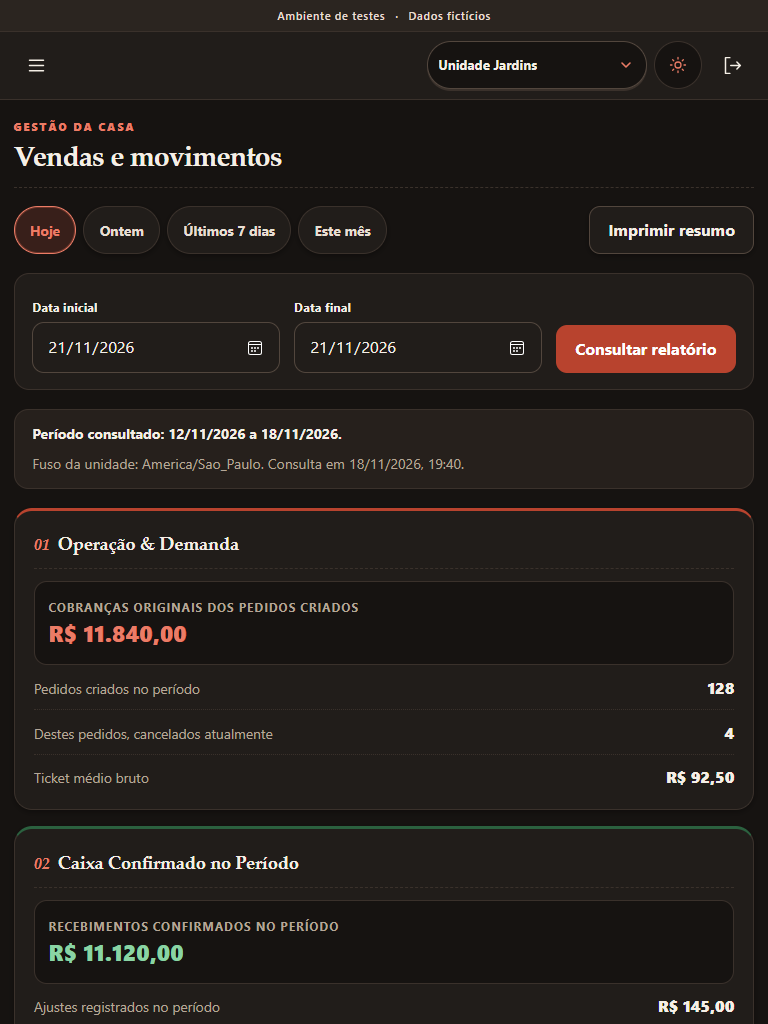 Ambiente de testes · Dados fictícios
Unidade Jardins
GESTÃO DA CASA
Vendas e movimentos
Hoje
Ontem
Últimos 7 dias
Este mês
Imprimir resumo
Data inicial
Data final
21/11/2026
21/11/2026
Consultar relatório
Período consultado: 12/11/2026 a 18/11/2026.
Fuso da unidade: America/Sao_Paulo. Consulta em 18/11/2026, 19:40.
01 Operação & Demanda
COBRANÇAS ORIGINAIS DOS PEDIDOS CRIADOS
R$ 11.840,00
Pedidos criados no período 128
Destes pedidos, cancelados atualmente 4
Ticket médio bruto R$ 92,50
02 Caixa Confirmado no Período
RECEBIMENTOS CONFIRMADOS NO PERÍODO
R$ 11.120,00
Ajustes registrados no período R$ 145,00